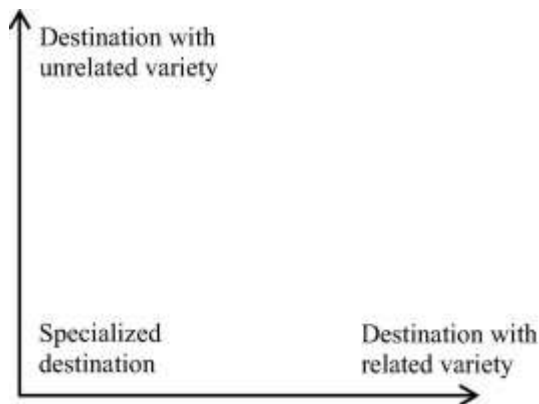 Destination with
unrelated variety
Specialized
destination
Destination with
related variety